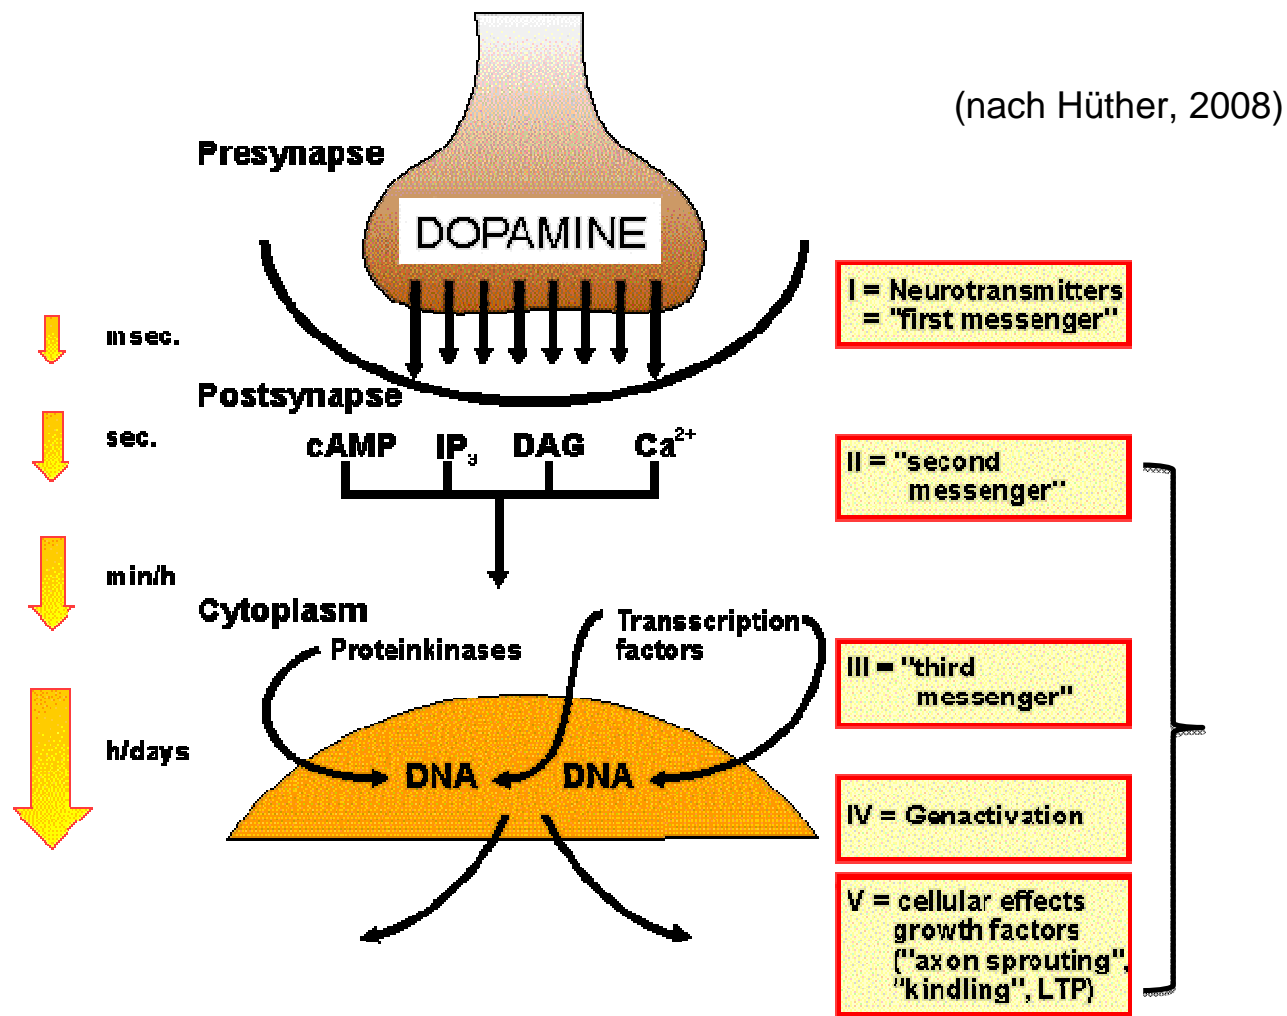 (nach Hüther, 2008)
Presynapse
DOPAMINE
I = Neurotransmitters
= "first messenger"
msec.
Postsynapse
sec.
cAMP IP3 DAG Ca2+
II = "second
messenger"
min/h
Cytoplasm
Transscription
factors
Proteinkinases
III = "third
messenger"
h/days
DNA DNA
IV = Genactivation
V = cellular effects
growth factors
("axon sprouting",
"kindling", LTP)